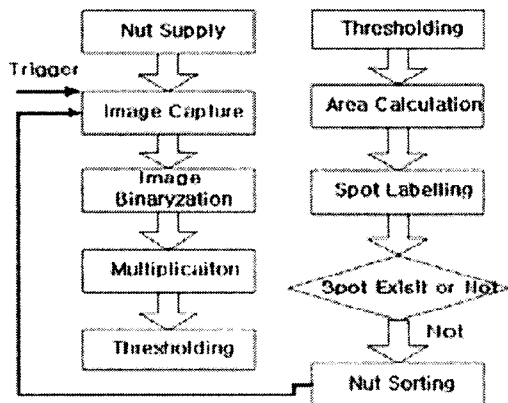 Nut Supply
Trigger
Image Capture
Image
Binaryzation
Multiplicaiton
Thresholding
Thresholding
Area Calculation
Spot Labelling
Spot Exisit or Not
Not
Nut Sorting